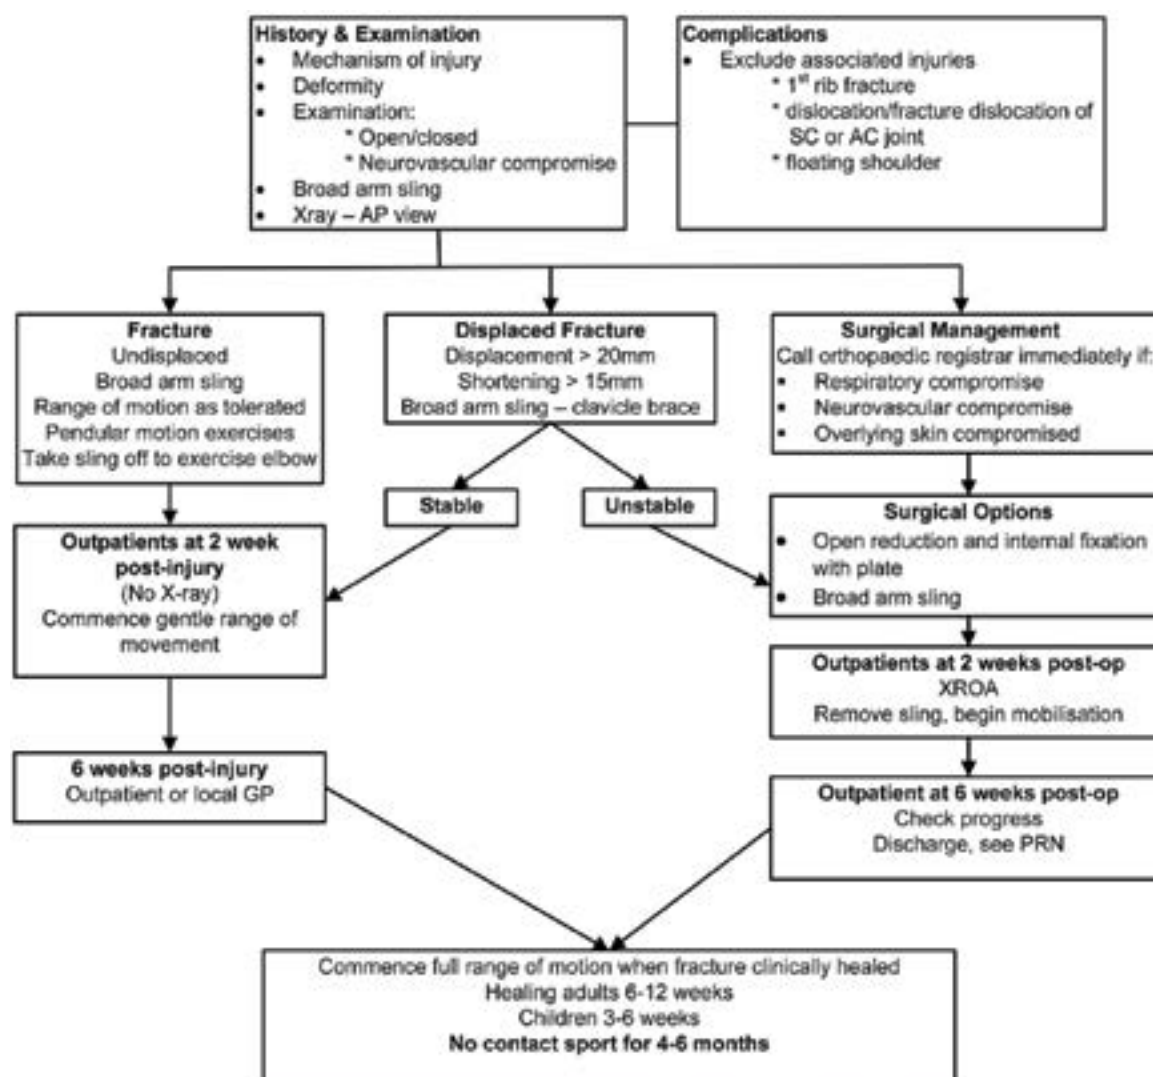 History & Examination
• Mechanism of injury
• Deformity
• Examination:
* Open/closed
* Neurovascular compromise
• Broad arm sling
• Xray – AP view
Complications
• Exclude associated injuries
* 1st rib fracture
* dislocation/fracture dislocation of
SC or AC joint
* floating shoulder
Fracture
Undisplaced
Broad arm sling
Range of motion as tolerated
Pendular motion exercises
Take sling off to exercise elbow
Displaced Fracture
Displacement > 20mm
Shortening > 15mm
Broad arm sling – clavicle brace
Surgical Management
Call orthopaedic registrar immediately if:
▪ Respiratory compromise
▪ Neurovascular compromise
▪ Overlying skin compromised
Stable
Unstable
Outpatients at 2 week
post-injury
(No X-ray)
Commence gentle range of
movement
Surgical Options
• Open reduction and internal fixation
with plate
• Broad arm sling
Outpatients at 2 weeks post-op
XROA
Remove sling, begin mobilisation
6 weeks post-injury
Outpatient or local GP
Outpatient at 6 weeks post-op
Check progress
Discharge, see PRN
Commence full range of motion when fracture clinically healed
Healing adults 6-12 weeks
Children 3-6 weeks
No contact sport for 4-6 months